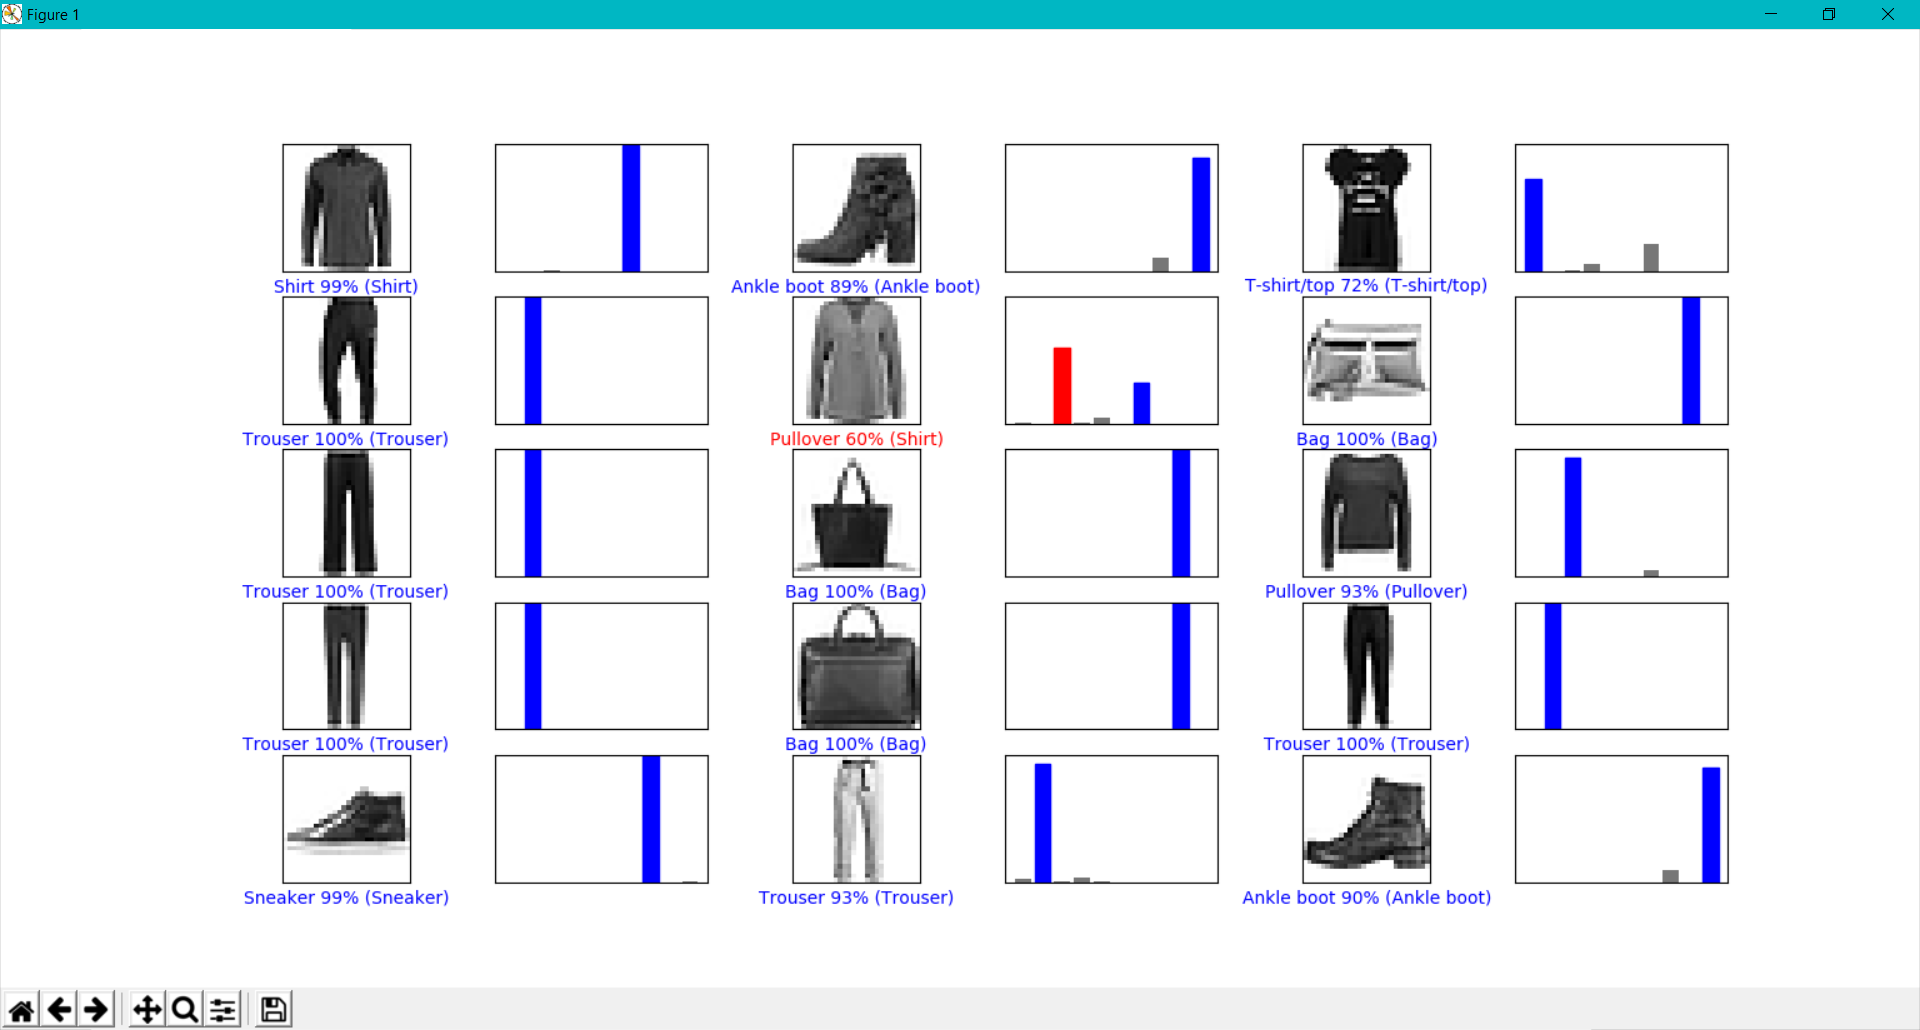 Figure 1
Shirt 99% (Shirt)
Ankle boot 89% (Ankle boot)
T-shirt/top 72% (T-shirt/top)
Trouser 100% (Trouser)
Pullover 60% (Shirt)
Bag 100% (Bag)
Trouser 100% (Trouser)
Bag 100% (Bag)
Pullover 93% (Pullover)
Trouser 100% (Trouser)
Bag 100% (Bag)
Trouser 100% (Trouser)
Sneaker 99% (Sneaker)
Trouser 93% (Trouser)
Ankle boot 90% (Ankle boot)